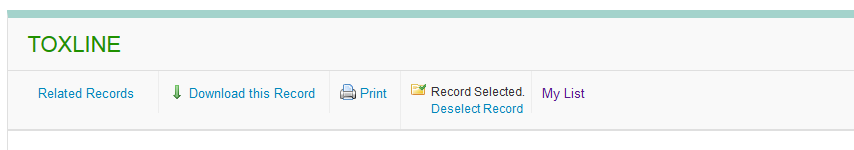 TOXLINE
Related Records
Download this Record
Print
Record Selected.
Deselect Record
My List